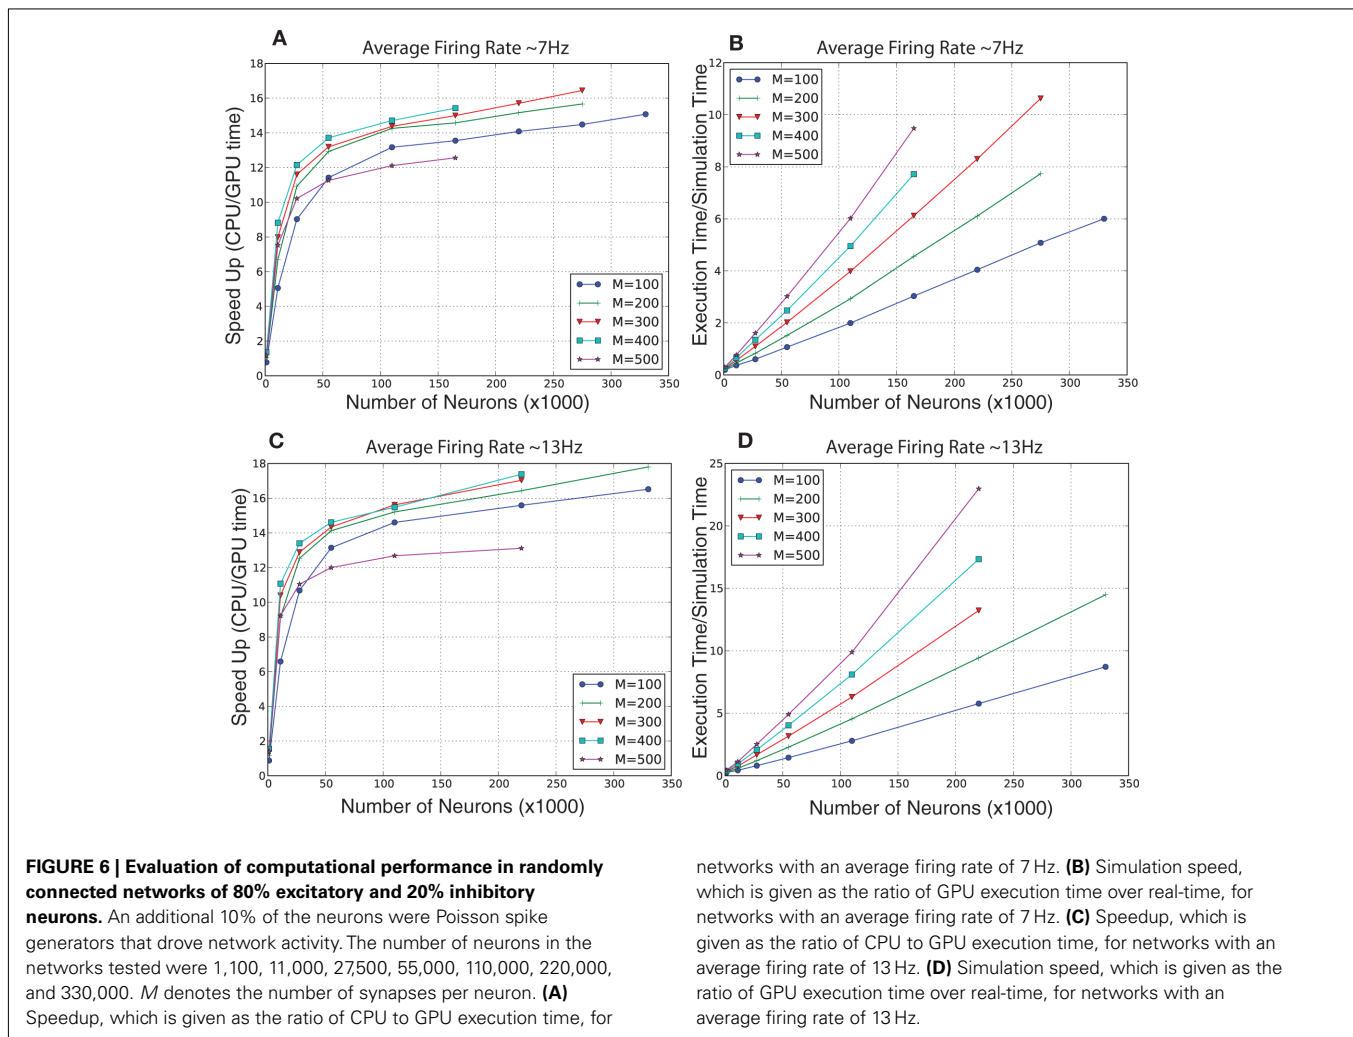 A
Average Firing Rate ~7Hz
Speed Up (CPU/GPU time)
18
16
14
12
10
8
6
4
2
0
0
50
100
150
200
250
300
350
Number of Neurons (x1000)
M=100
M=200
M=300
M=400
M=500
B
Average Firing Rate ~7Hz
Execution Time/Simulation Time
12
10
8
6
4
2
0
0
50
100
150
200
250
300
350
Number of Neurons (x1000)
M=100
M=200
M=300
M=400
M=500
C
Average Firing Rate ~13Hz
Speed Up (CPU/GPU time)
18
16
14
12
10
8
6
4
2
0
0
50
100
150
200
250
300
350
Number of Neurons (x1000)
M=100
M=200
M=300
M=400
M=500
D
Average Firing Rate ~13Hz
Execution Time/Simulation Time
25
20
15
10
5
0
0
50
100
150
200
250
300
350
Number of Neurons (x1000)
M=100
M=200
M=300
M=400
M=500
FIGURE 6 | Evaluation of computational performance in randomly
connected networks of 80% excitatory and 20% inhibitory
neurons. An additional 10% of the neurons were Poisson spike
generators that drove network activity. The number of neurons in the
networks tested were 1,100, 11,000, 27,500, 55,000, 110,000, 220,000,
and 330,000. M denotes the number of synapses per neuron. (A)
Speedup, which is given as the ratio of CPU to GPU execution time, for
networks with an average firing rate of 7 Hz. (B) Simulation speed,
which is given as the ratio of GPU execution time over real-time, for
networks with an average firing rate of 7 Hz. (C) Speedup, which is
given as the ratio of CPU to GPU execution time, for networks with an
average firing rate of 13 Hz. (D) Simulation speed, which is given as the
ratio of GPU execution time over real-time, for networks with an
average firing rate of 13 Hz.